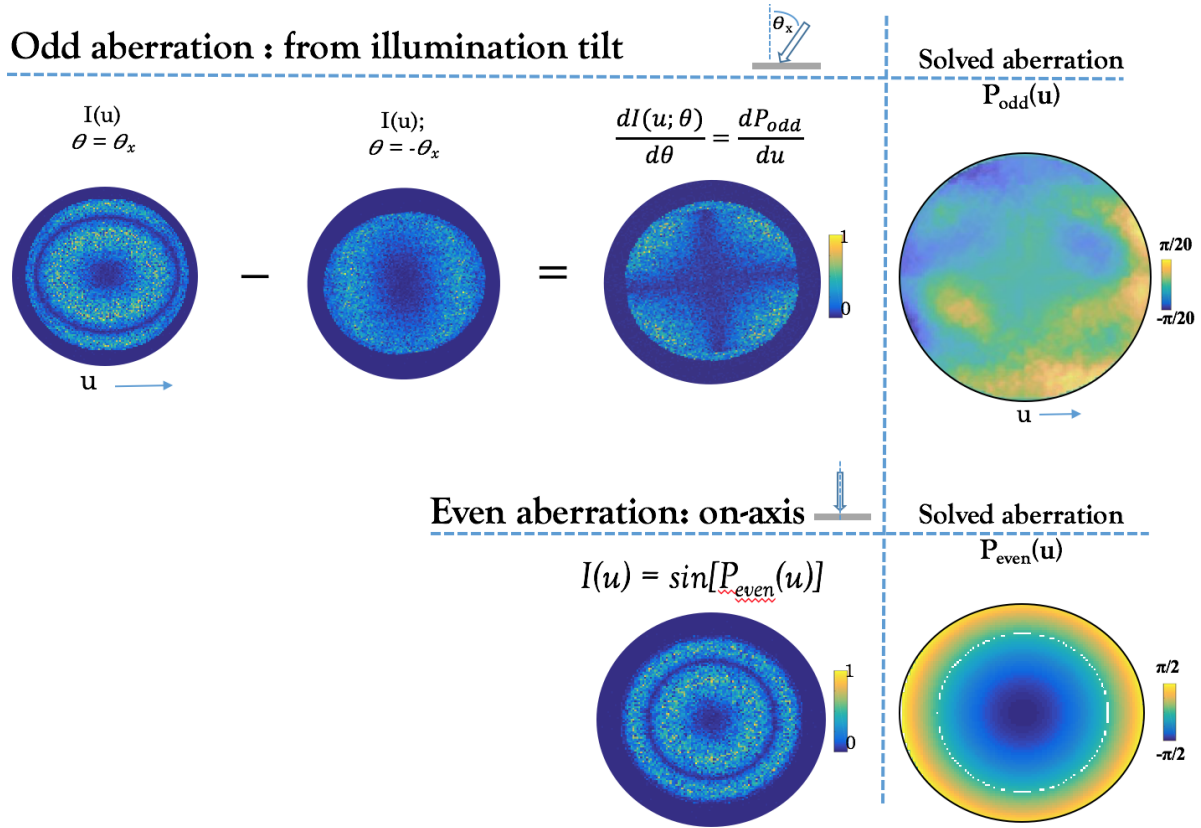 Odd aberration : from illumination tilt
θx
Solved aberration
Podd(u)
I(u)
θ = θx
I(u);
θ = -θx
dI(u; θ)/dθ = dPodd/du
−
=
1
0
π/20
-π/20
u
u
Even aberration: on-axis
Solved aberration
Peven(u)
I(u) = sin[Peven(u)]
1
0
π/2
-π/2